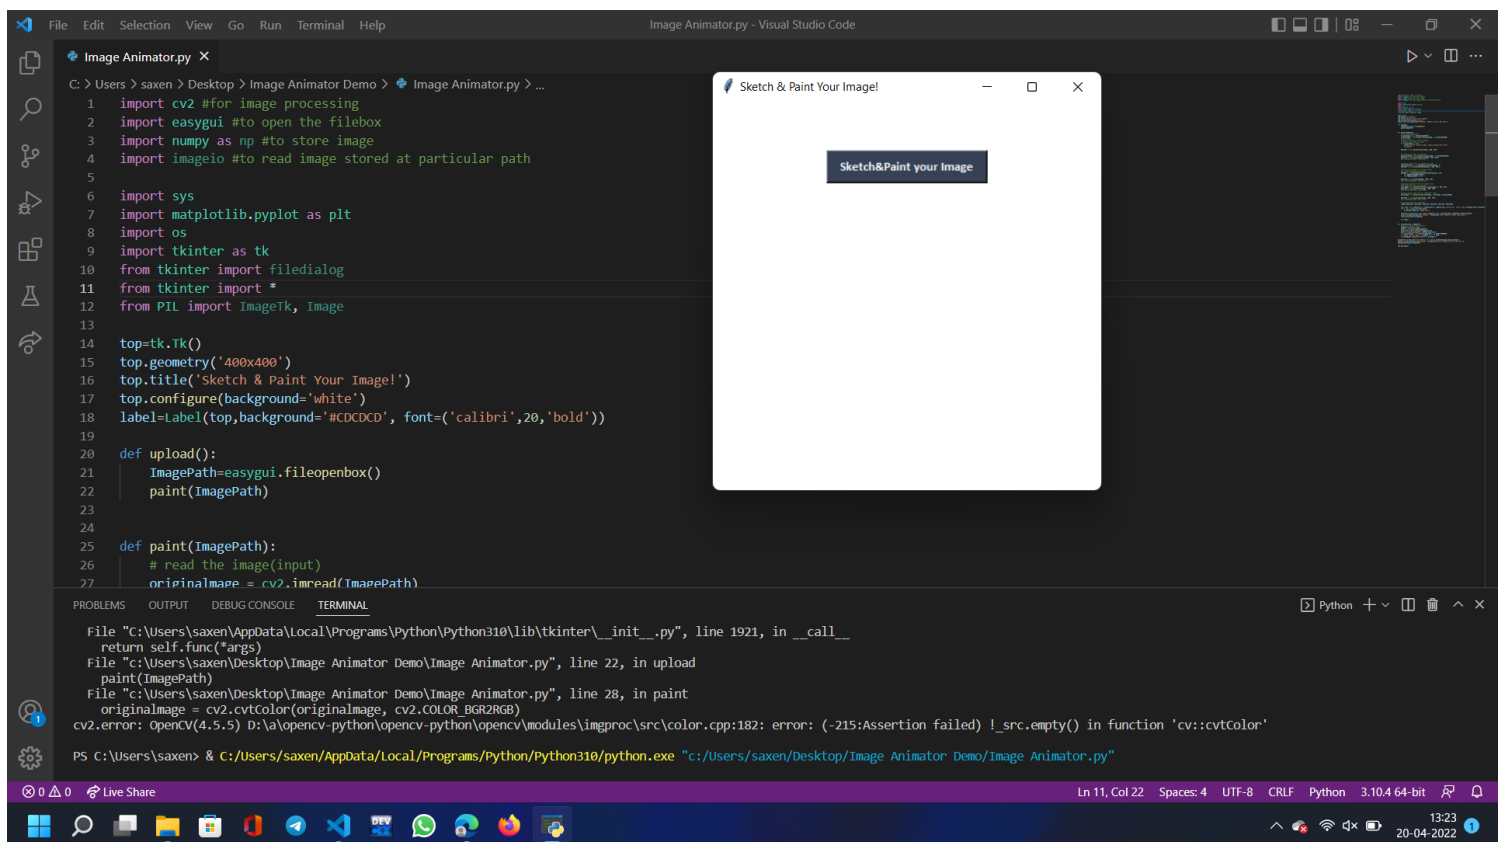 File Edit Selection View Go Run Terminal Help
Image Animator.py - Visual Studio Code
Image Animator.py
C: > Users > saxen > Desktop > Image Animator Demo > Image Animator.py > ...
1 import cv2 #for image processing
2 import easygui #to open the filebox
3 import numpy as np #to store image
4 import imageio #to read image stored at particular path
5
6 import sys
7 import matplotlib.pyplot as plt
8 import os
9 import tkinter as tk
10 from tkinter import filedialog
11 from tkinter import *
12 from PIL import ImageTk, Image
13
14 top=tk.Tk()
15 top.geometry('400x400')
16 top.title('Sketch & Paint Your Image!')
17 top.configure(background='white')
18 label=Label(top,background='#CDCDCD', font=('calibri',20,'bold'))
19
20 def upload():
21 ImagePath=easygui.fileopenbox()
22 paint(ImagePath)
23
24
25 def paint(ImagePath):
26 # read the image(input)
27 originalmage = cv2.imread(ImagePath)
Sketch & Paint Your Image!
Sketch&Paint your Image
PROBLEMS OUTPUT DEBUG CONSOLE TERMINAL
Python
File "C:\Users\saxen\AppData\Local\Programs\Python\Python310\lib\tkinter\__init__.py", line 1921, in __call__
return self.func(*args)
File "c:\Users\saxen\Desktop\Image Animator Demo\Image Animator.py", line 22, in upload
paint(ImagePath)
File "c:\Users\saxen\Desktop\Image Animator Demo\Image Animator.py", line 28, in paint
originalmage = cv2.cvtColor(originalmage, cv2.COLOR_BGR2RGB)
cv2.error: OpenCV(4.5.5) D:\a\opencv-python\opencv-python\opencv\modules\imgproc\src\color.cpp:182: error: (-215:Assertion failed) !_src.empty() in function 'cv::cvtColor'
PS C:\Users\saxen> & C:/Users/saxen/AppData/Local/Programs/Python/Python310/python.exe "c:/Users/saxen/Desktop/Image Animator Demo/Image Animator.py"
1
0 0 Live Share
Ln 11, Col 22 Spaces: 4 UTF-8 CRLF Python 3.10.4 64-bit
DEV
13:23
20-04-2022
1